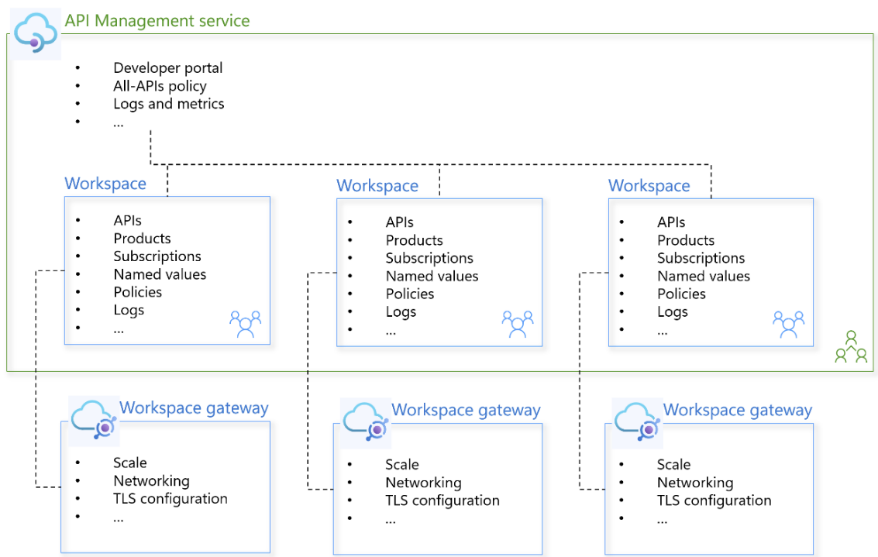 API Management service
• Developer portal
• All-APIs policy
• Logs and metrics
• ...
Workspace
• APIs
• Products
• Subscriptions
• Named values
• Policies
• Logs
• ...
Workspace
• APIs
• Products
• Subscriptions
• Named values
• Policies
• Logs
• ...
Workspace
• APIs
• Products
• Subscriptions
• Named values
• Policies
• Logs
• ...
Workspace gateway
• Scale
• Networking
• TLS configuration
• ...
Workspace gateway
• Scale
• Networking
• TLS configuration
• ...
Workspace gateway
• Scale
• Networking
• TLS configuration
• ...